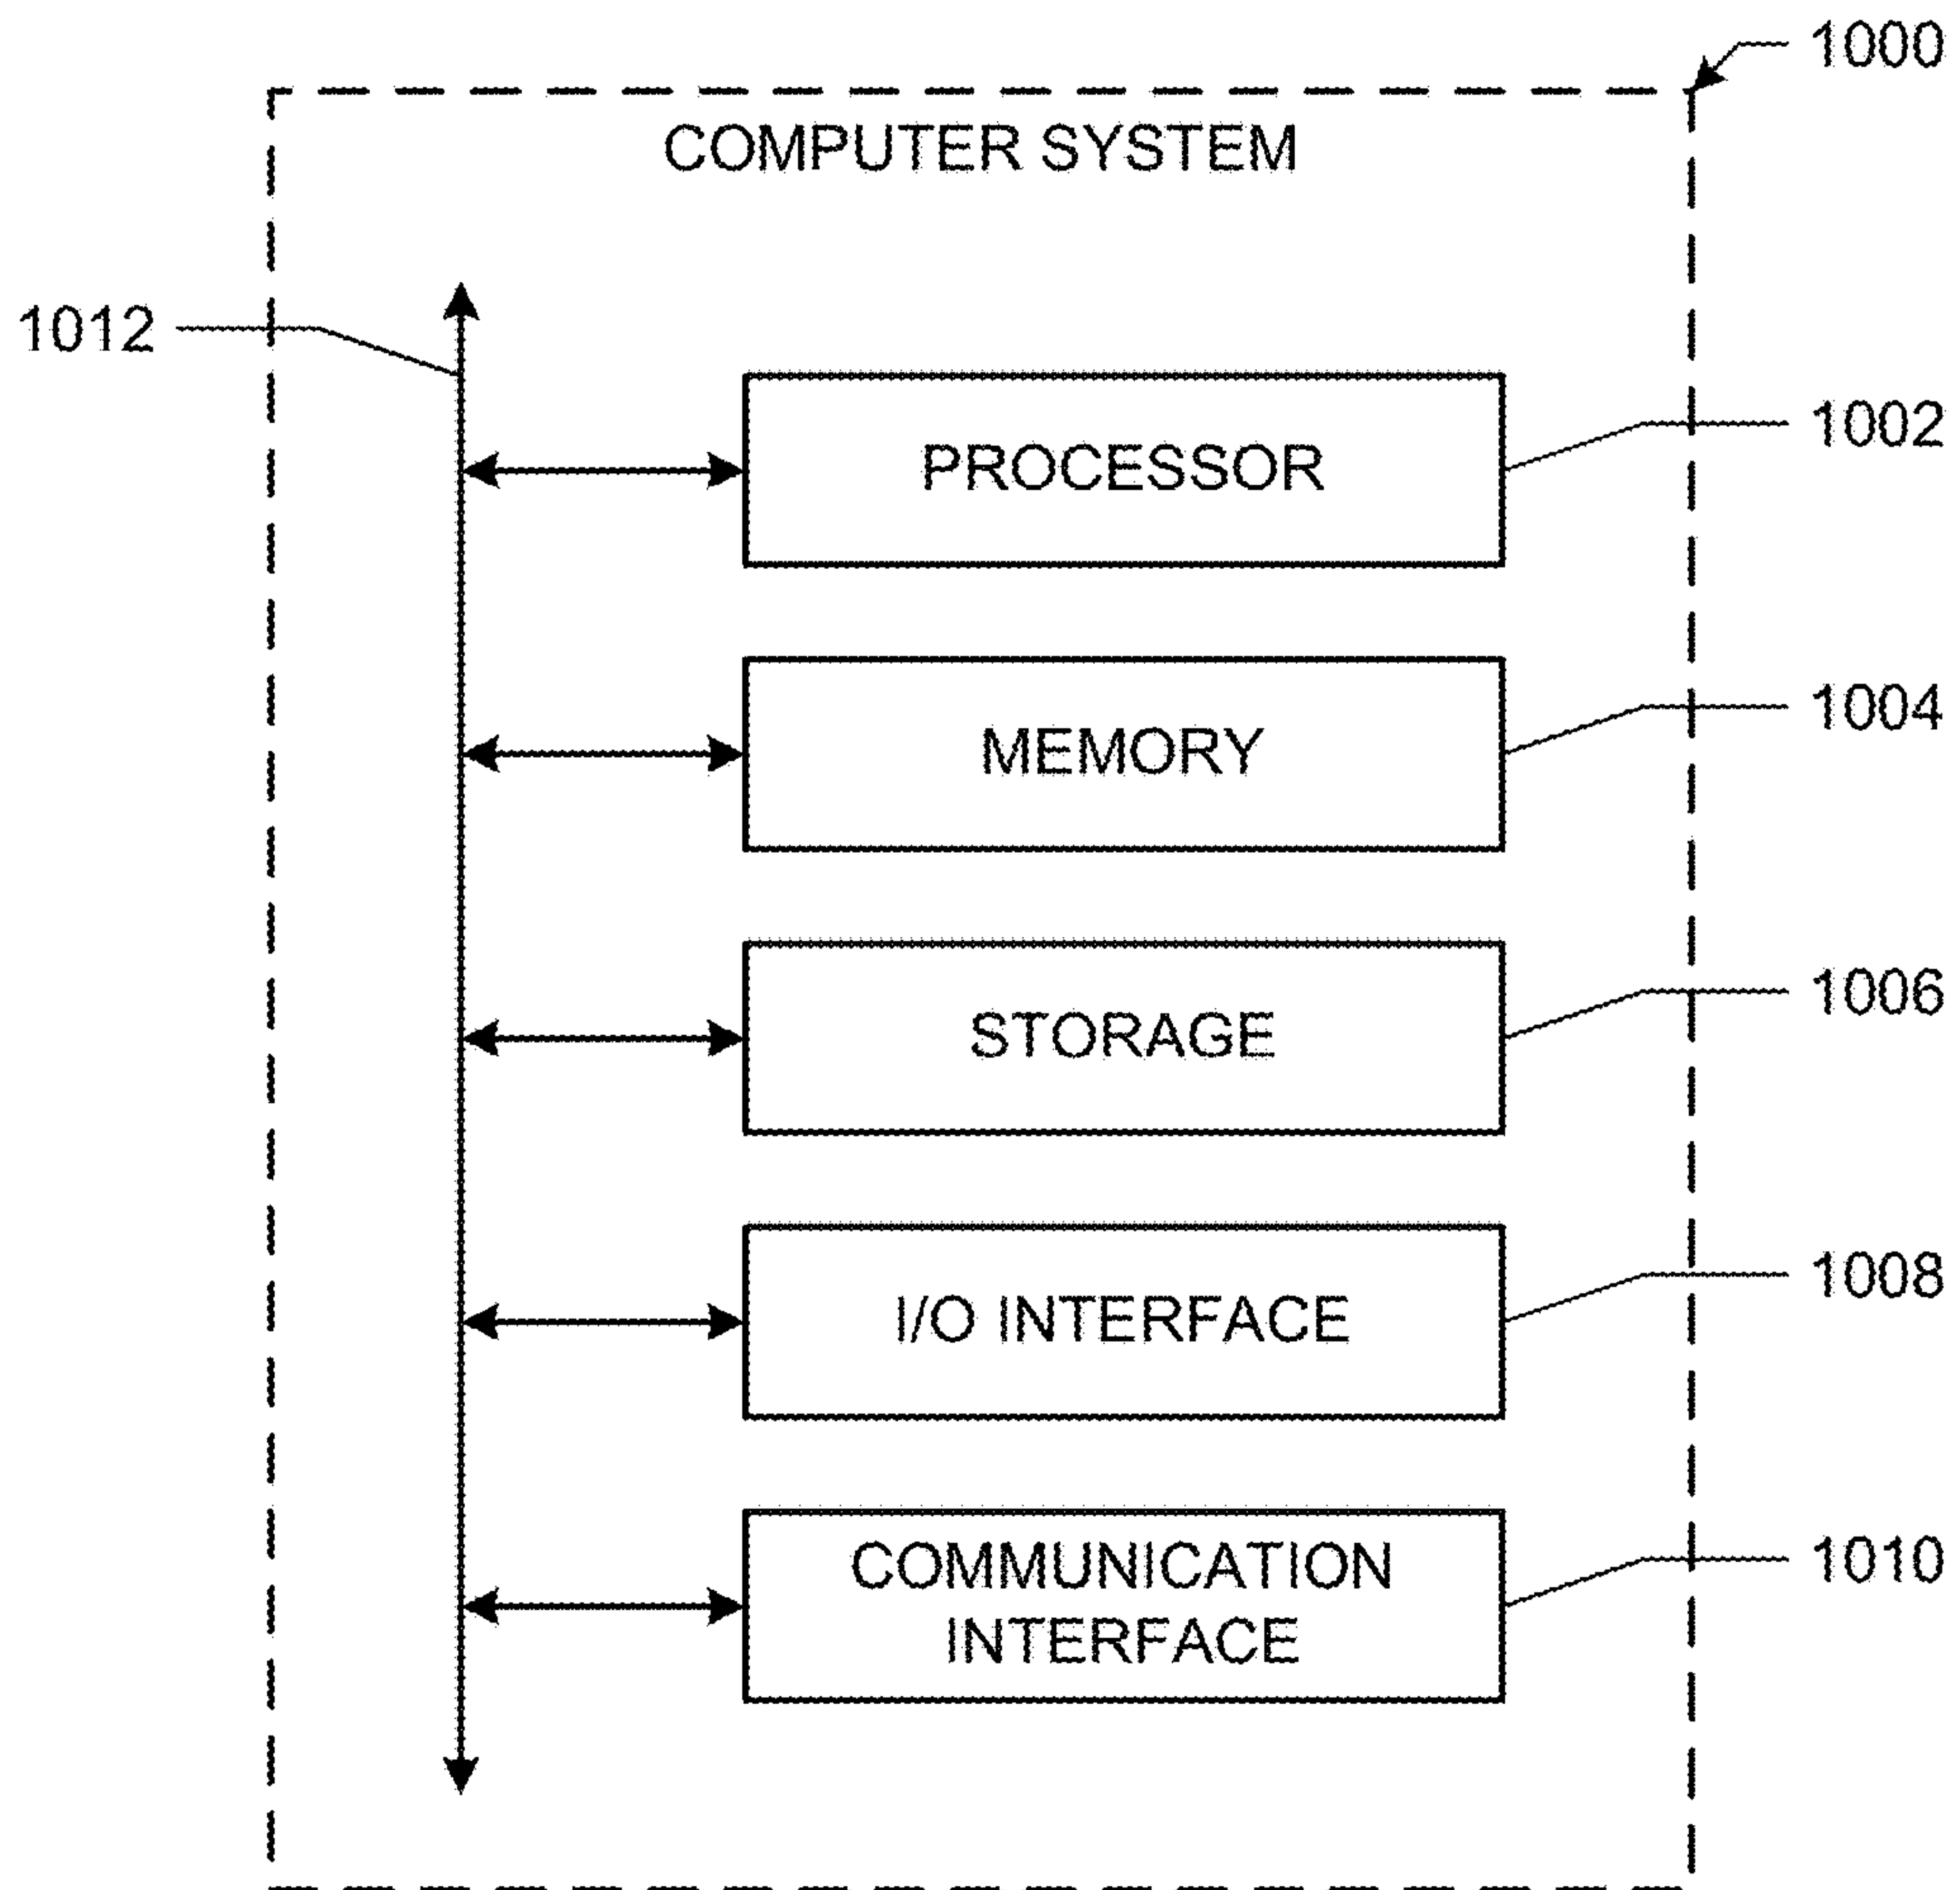 1000
COMPUTER SYSTEM
1012
1002
PROCESSOR
1004
MEMORY
1006
STORAGE
1008
I/O INTERFACE
1010
COMMUNICATION
INTERFACE